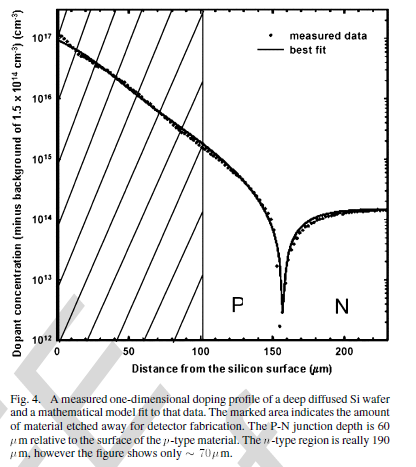 Dopant concentration (minus background of 1.5 x 10¹⁴ cm³) (cm³)
10¹⁷
10¹⁶
10¹⁵
10¹⁴
10¹³
10¹²
measured data
best fit
P N
0 50 100 150 200
Distance from the silicon surface (μm)
Fig. 4. A measured one-dimensional doping profile of a deep diffused Si wafer
and a mathematical model fit to that data. The marked area indicates the amount
of material etched away for detector fabrication. The P-N junction depth is 60
μm relative to the surface of the p-type material. The n-type region is really 190
μm, however the figure shows only ~ 70μm.